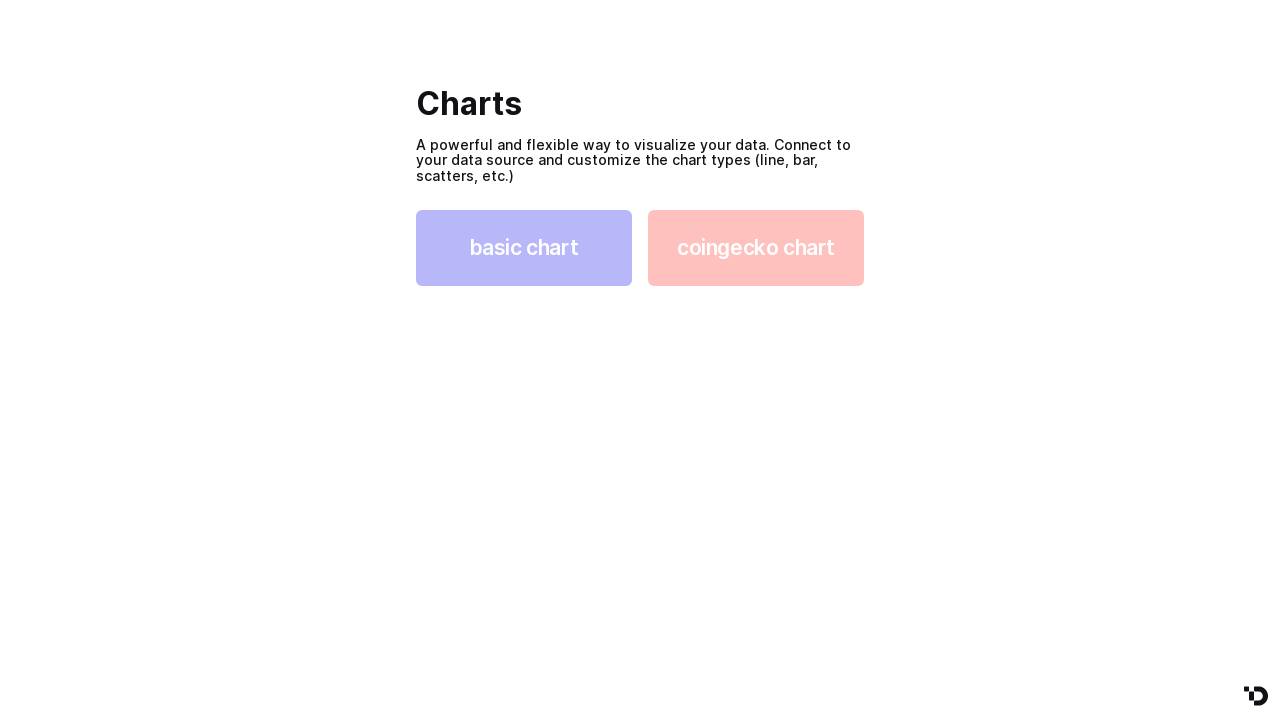 Charts
A powerful and flexible way to visualize your data. Connect to
your data source and customize the chart types (line, bar,
scatters, etc.)
basic chart
coingecko chart